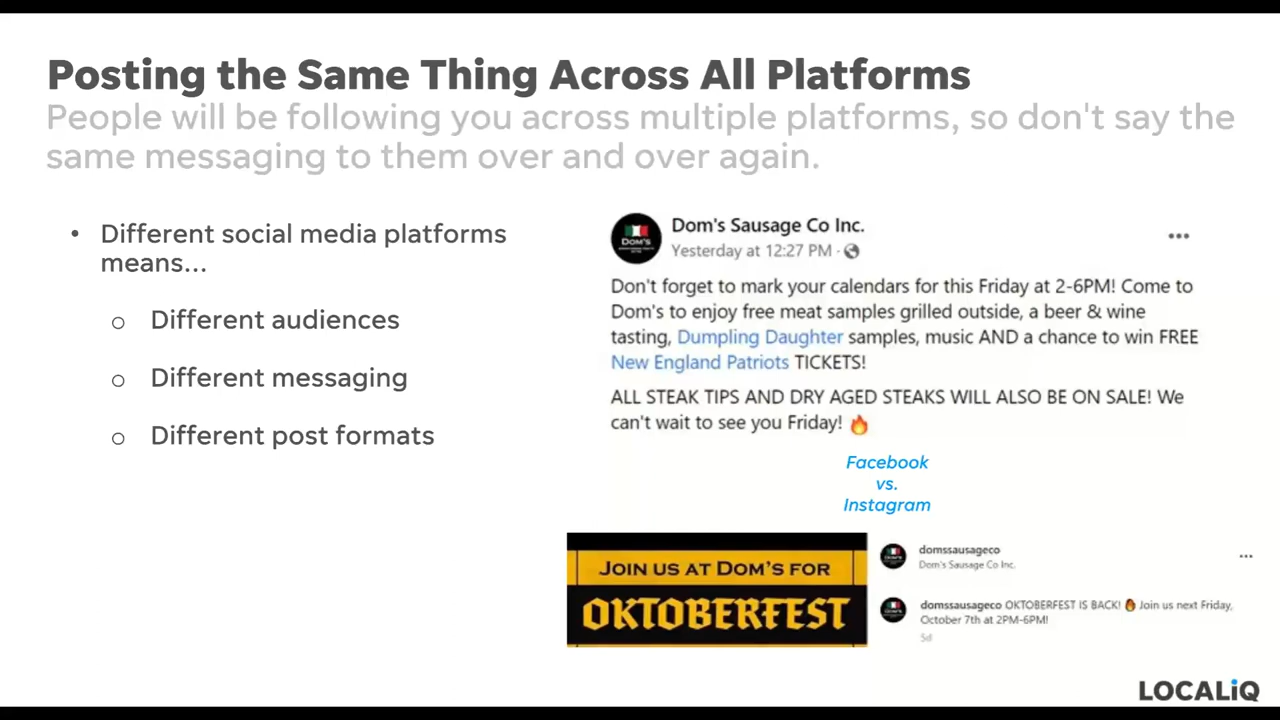 Posting the Same Thing Across All Platforms
People will be following you across multiple platforms, so don't say the
same messaging to them over and over again.
• Different social media platforms
means...
o Different audiences
o Different messaging
o Different post formats
DOM'S
Dom's Sausage Co Inc.
Yesterday at 12:27 PM ·
Don't forget to mark your calendars for this Friday at 2-6PM! Come to
Dom's to enjoy free meat samples grilled outside, a beer & wine
tasting, Dumpling Daughter samples, music AND a chance to win FREE
New England Patriots TICKETS!
ALL STEAK TIPS AND DRY AGED STEAKS WILL ALSO BE ON SALE! We
can't wait to see you Friday! 🔥
Facebook
vs.
Instagram
JOIN US AT DOM'S FOR
OKTOBERFEST
domssausageco
Dom's Sausage Co Inc.
domssausageco OKTOBERFEST IS BACK! 🔥 Join us next Friday,
October 7th at 2PM-6PM!
5d
LOCALiQ